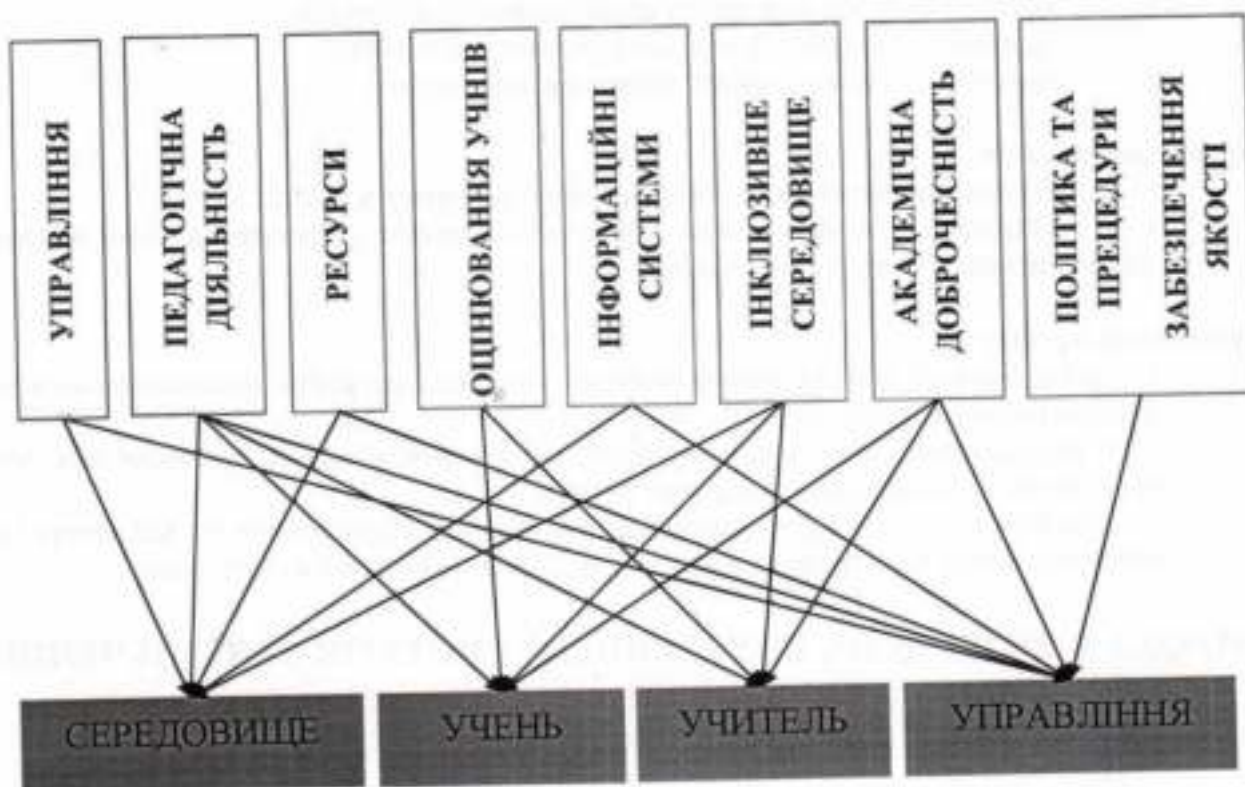 УПРАВЛІННЯ
ПЕДАГОГІЧНА
ДІЯЛЬНІСТЬ
РЕСУРСИ
ОЦІНЮВАННЯ УЧНІВ
ІНФОРМАЦІЙНІ
СИСТЕМИ
ІНКЛЮЗИВНЕ
СЕРЕДОВИЩЕ
АКАДЕМІЧНА
ДОБРОЧЕСНІСТЬ
ПОЛІТИКА ТА
ПРЕЦЕДУРИ
ЗАБЕЗПЕЧЕННЯ
ЯКОСТІ
СЕРЕДОВИЩЕ
УЧЕНЬ
УЧИТЕЛЬ
УПРАВЛІННЯ